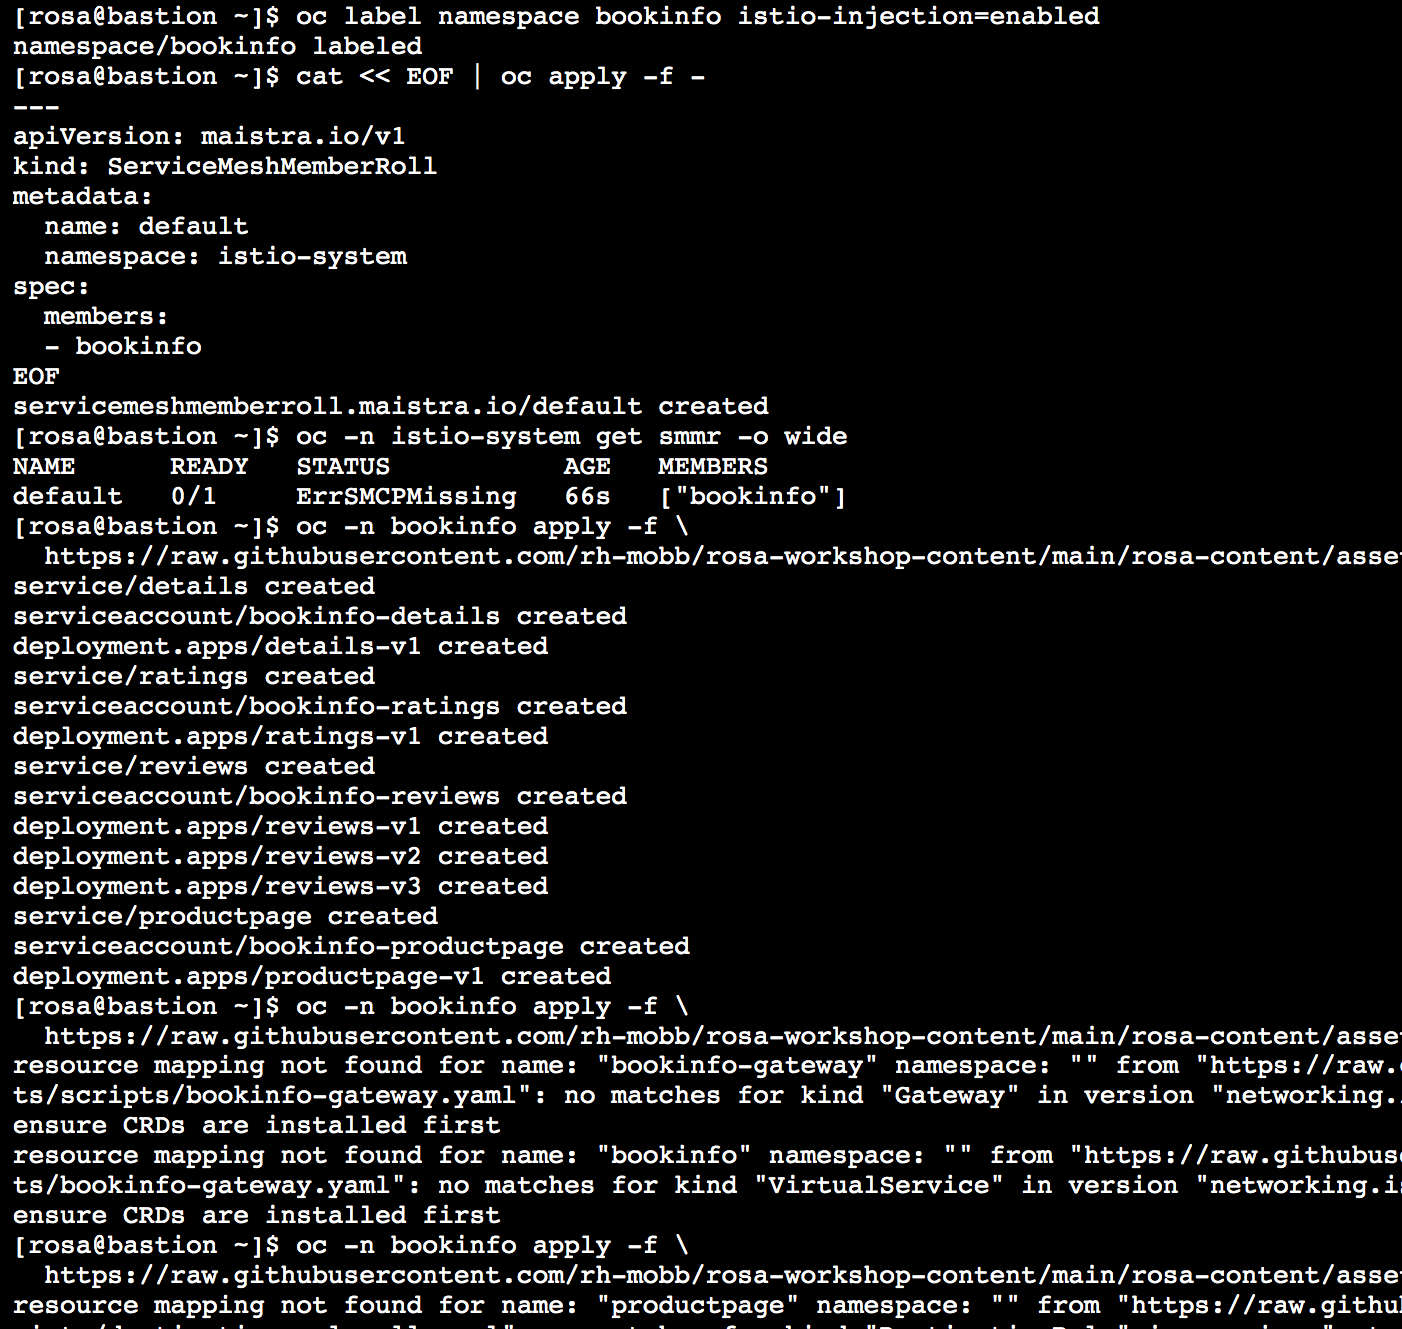 [rosa@bastion ~]$ oc label namespace bookinfo istio-injection=enabled
namespace/bookinfo labeled
[rosa@bastion ~]$ cat << EOF | oc apply -f -
---
apiVersion: maistra.io/v1
kind: ServiceMeshMemberRoll
metadata:
  name: default
  namespace: istio-system
spec:
  members:
  - bookinfo
EOF
servicemeshmemberroll.maistra.io/default created
[rosa@bastion ~]$ oc -n istio-system get smmr -o wide
NAME      READY   STATUS           AGE   MEMBERS
default   0/1     ErrSMCPMissing   66s   ["bookinfo"]
[rosa@bastion ~]$ oc -n bookinfo apply -f \
  https://raw.githubusercontent.com/rh-mobb/rosa-workshop-content/main/rosa-content/asse
service/details created
serviceaccount/bookinfo-details created
deployment.apps/details-v1 created
service/ratings created
serviceaccount/bookinfo-ratings created
deployment.apps/ratings-v1 created
service/reviews created
serviceaccount/bookinfo-reviews created
deployment.apps/reviews-v1 created
deployment.apps/reviews-v2 created
deployment.apps/reviews-v3 created
service/productpage created
serviceaccount/bookinfo-productpage created
deployment.apps/productpage-v1 created
[rosa@bastion ~]$ oc -n bookinfo apply -f \
  https://raw.githubusercontent.com/rh-mobb/rosa-workshop-content/main/rosa-content/asse
resource mapping not found for name: "bookinfo-gateway" namespace: "" from "https://raw.
ts/scripts/bookinfo-gateway.yaml": no matches for kind "Gateway" in version "networking.
ensure CRDs are installed first
resource mapping not found for name: "bookinfo" namespace: "" from "https://raw.githubus
ts/bookinfo-gateway.yaml": no matches for kind "VirtualService" in version "networking.is
ensure CRDs are installed first
[rosa@bastion ~]$ oc -n bookinfo apply -f \
  https://raw.githubusercontent.com/rh-mobb/rosa-workshop-content/main/rosa-content/asse
resource mapping not found for name: "productpage" namespace: "" from "https://raw.githu